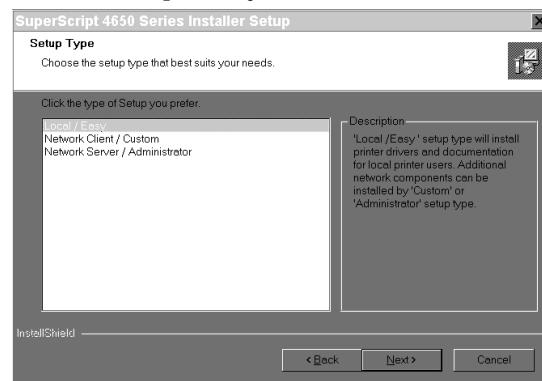 SuperScript 4650 Series Installer Setup
Setup Type
Choose the setup type that best suits your needs.
Click the type of Setup you prefer.
Local / Easy
Network Client / Custom
Network Server / Administrator
Description
'Local /Easy ' setup type will install
printer drivers and documentation
for local printer users. Additional
network components can be
installed by 'Custom' or
'Administrator' setup type.
InstallShield
< Back
Next >
Cancel